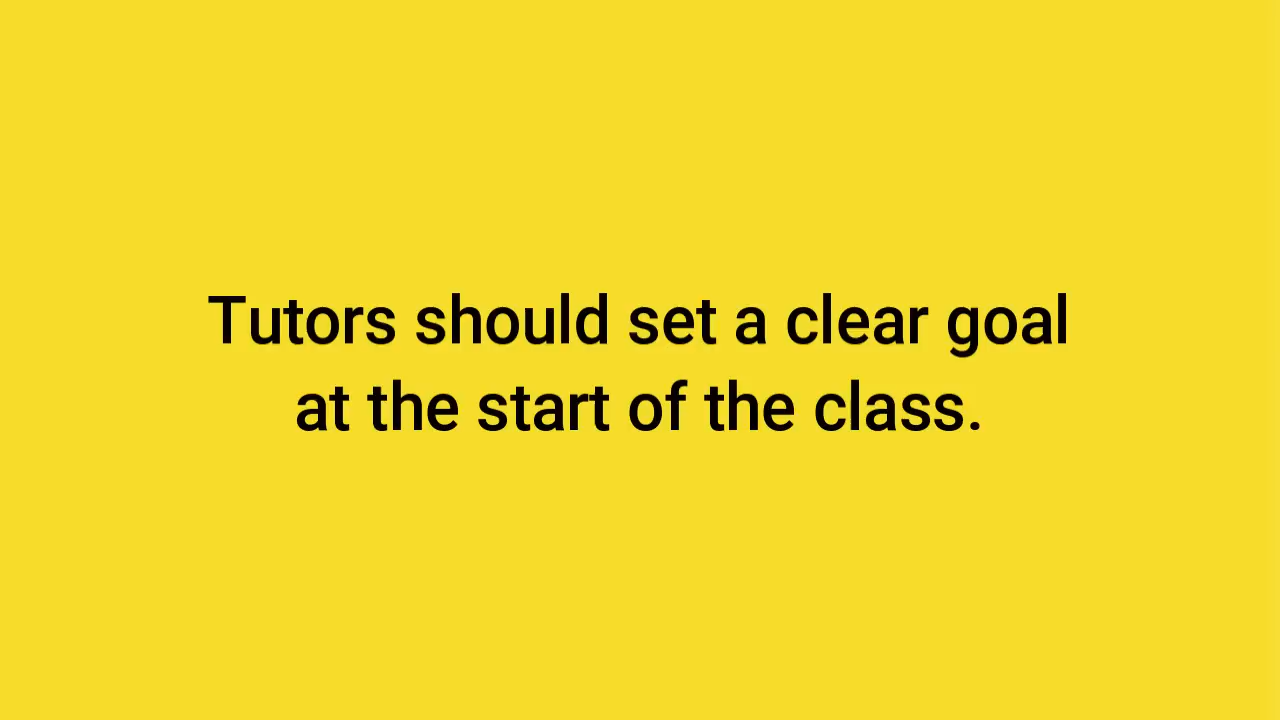 Tutors should set a clear goal
at the start of the class.